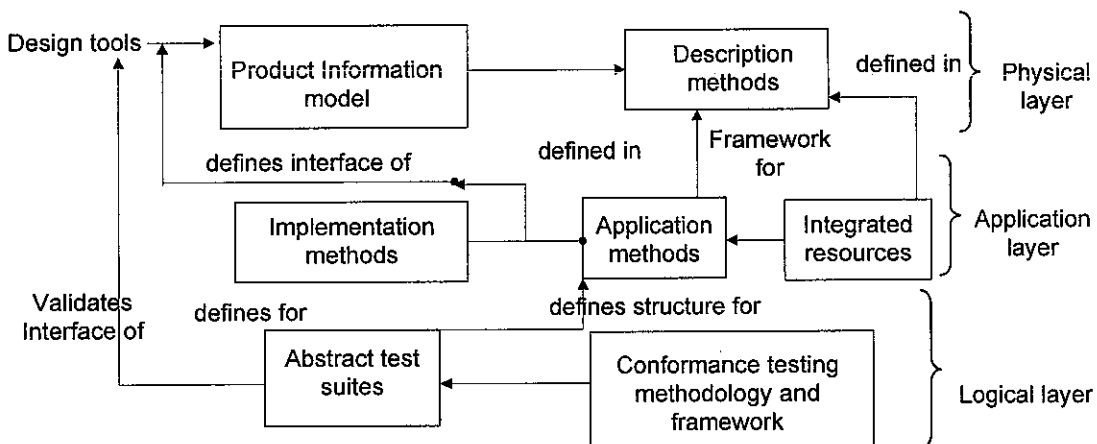 Design tools
Product Information
model
Description
methods
defined in
Physical
layer
defines interface of
defined in
Framework
for
Implementation
methods
Application
methods
Integrated
resources
Application
layer
Validates
Interface of
defines for
defines structure for
Abstract test
suites
Conformance testing
methodology and
framework
Logical layer